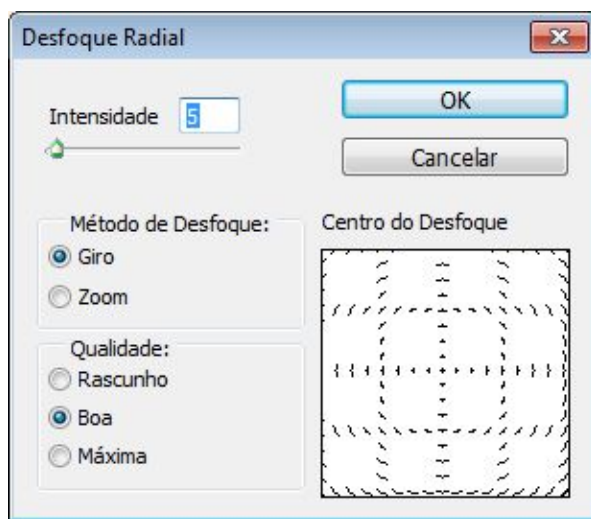 Desfoque Radial
Intensidade 5
OK
Cancelar
Método de Desfoque:
Giro
Zoom
Centro do Desfoque
Qualidade:
Rascunho
Boa
Máxima